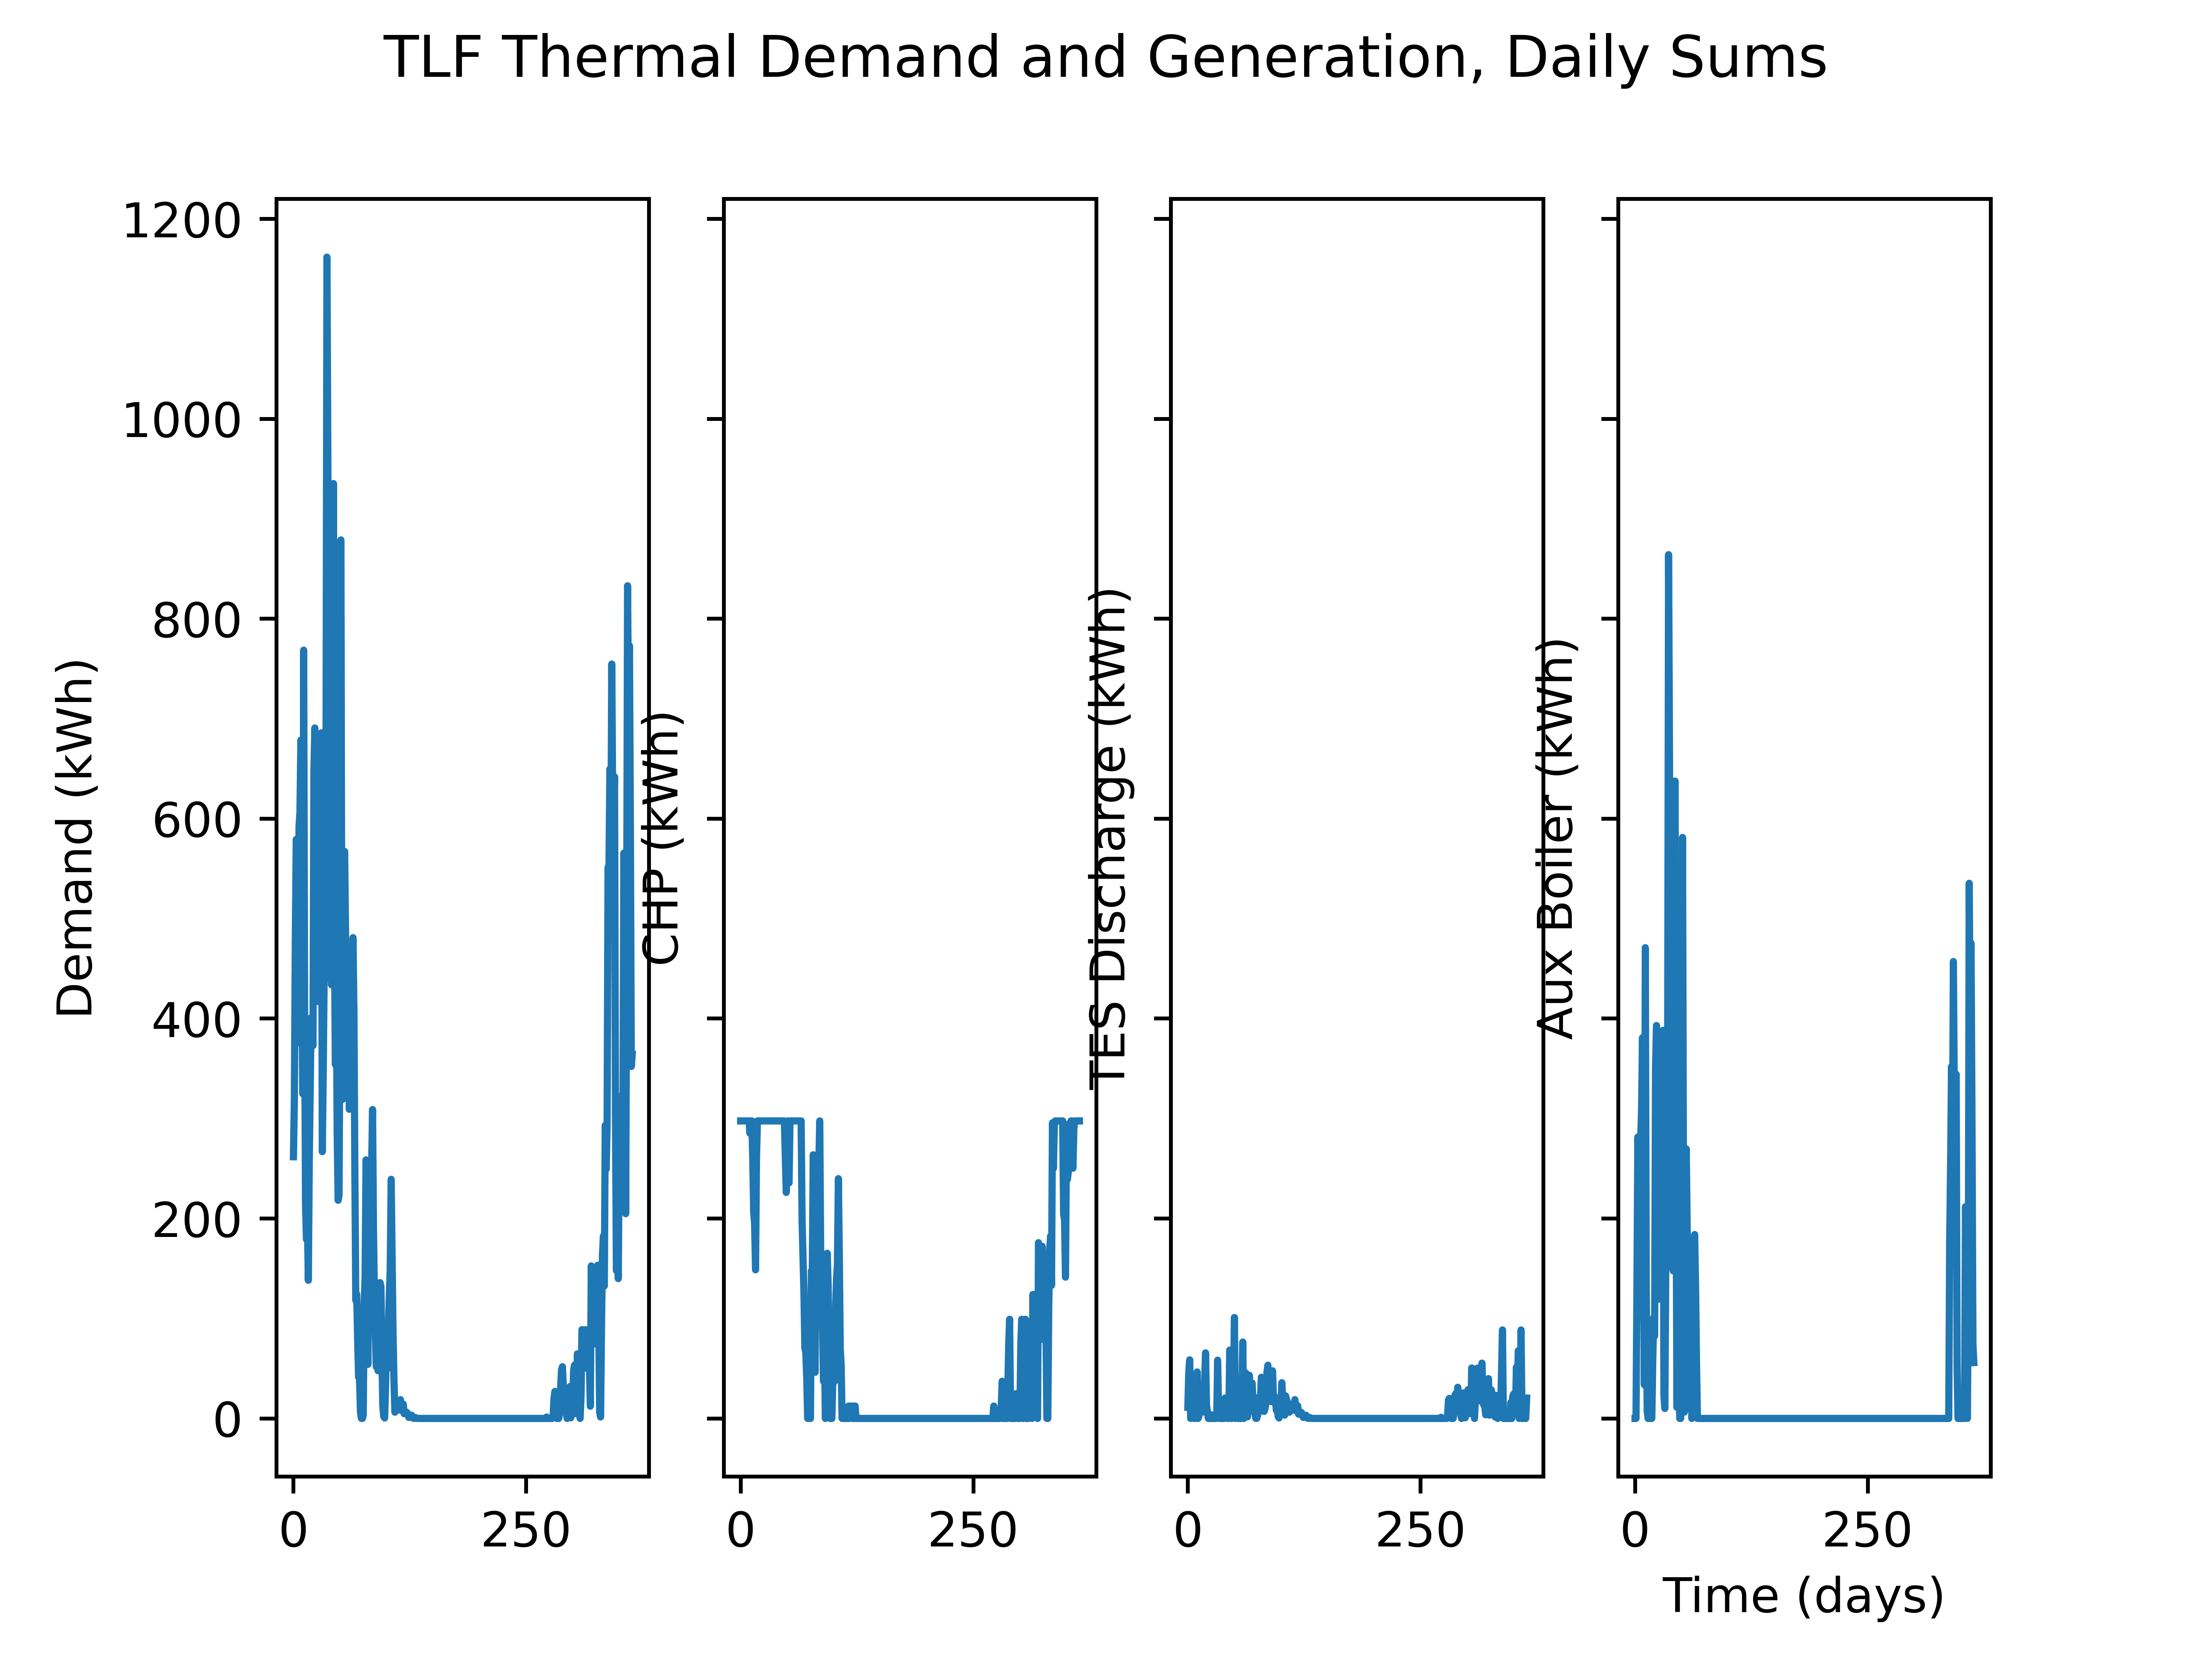 TLF Thermal Demand and Generation, Daily Sums
Demand (kWh)
1200
1000
800
600
400
200
0
0
250
CHP (kWh)
0
250
TES Discharge (kWh)
0
250
Aux Boiler (kWh)
0
250
Time (days)